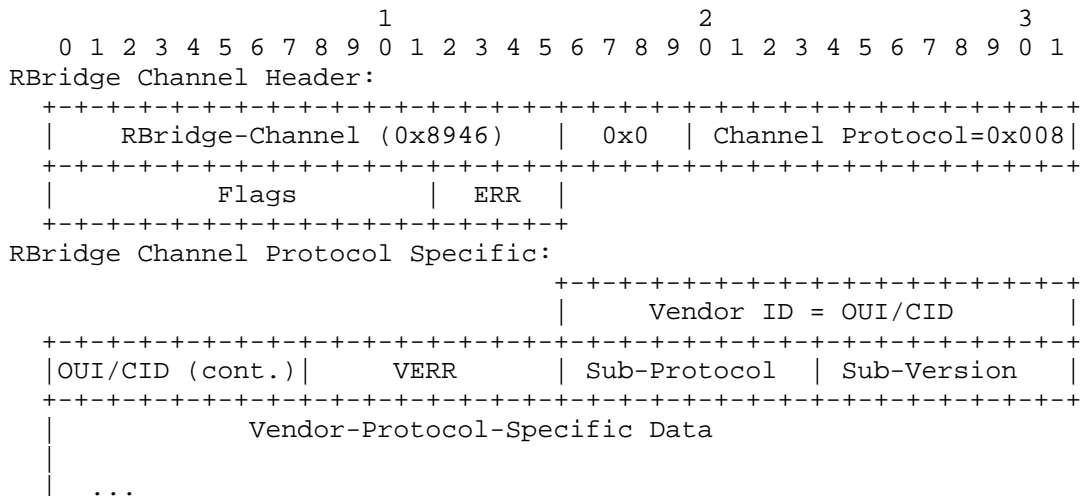 1                   2                   3
   0 1 2 3 4 5 6 7 8 9 0 1 2 3 4 5 6 7 8 9 0 1 2 3 4 5 6 7 8 9 0 1
RBridge Channel Header:
  +-+-+-+-+-+-+-+-+-+-+-+-+-+-+-+-+-+-+-+-+-+-+-+-+-+-+-+-+-+-+-+-+
  |    RBridge-Channel (0x8946)   |  0x0  | Channel Protocol=0x008|
  +-+-+-+-+-+-+-+-+-+-+-+-+-+-+-+-+-+-+-+-+-+-+-+-+-+-+-+-+-+-+-+-+
  |          Flags        |  ERR  |
  +-+-+-+-+-+-+-+-+-+-+-+-+-+-+-+-+
RBridge Channel Protocol Specific:
                                  +-+-+-+-+-+-+-+-+-+-+-+-+-+-+-+-+
                                  |     Vendor ID = OUI/CID       |
  +-+-+-+-+-+-+-+-+-+-+-+-+-+-+-+-+-+-+-+-+-+-+-+-+-+-+-+-+-+-+-+-+
  |OUI/CID (cont.)|     VERR      | Sub-Protocol  | Sub-Version   |
  +-+-+-+-+-+-+-+-+-+-+-+-+-+-+-+-+-+-+-+-+-+-+-+-+-+-+-+-+-+-+-+-+
  |            Vendor-Protocol-Specific Data
  |
  |  ...